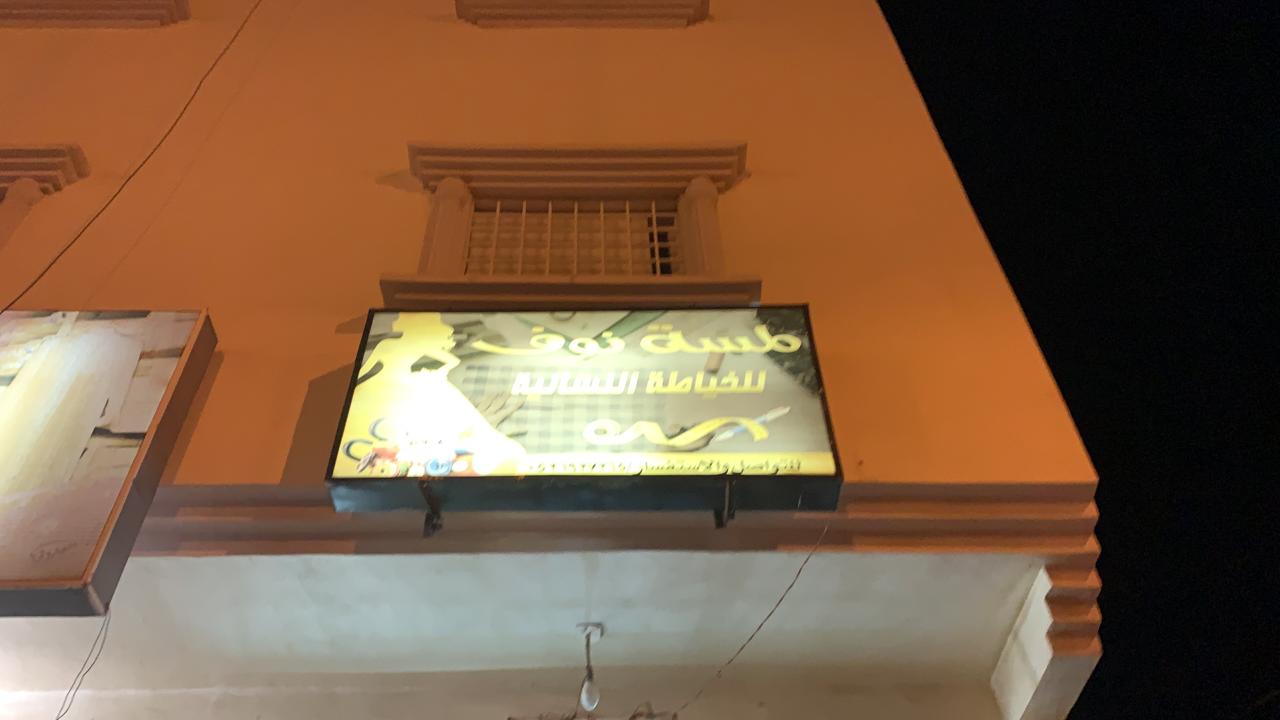 لمسة نوف
للخياطة النسائية
للتواصل والاستفسار/